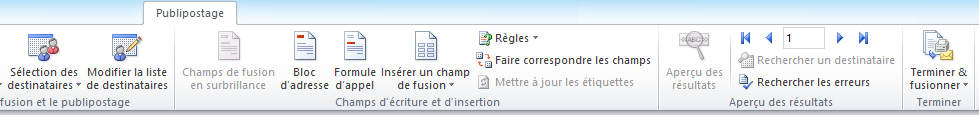 Publipostage
Sélection des destinataires
Modifier la liste de destinataires
fusion et le publipostage
Champs de fusion en surbrillance
Bloc d'adresse
Formule d'appel
Insérer un champ de fusion
Règles
Faire correspondre les champs
Mettre à jour les étiquettes
Champs d'écriture et d'insertion
ABC
Aperçu des résultats
1
Rechercher un destinataire
Rechercher les erreurs
Aperçu des résultats
Terminer & fusionner
Terminer